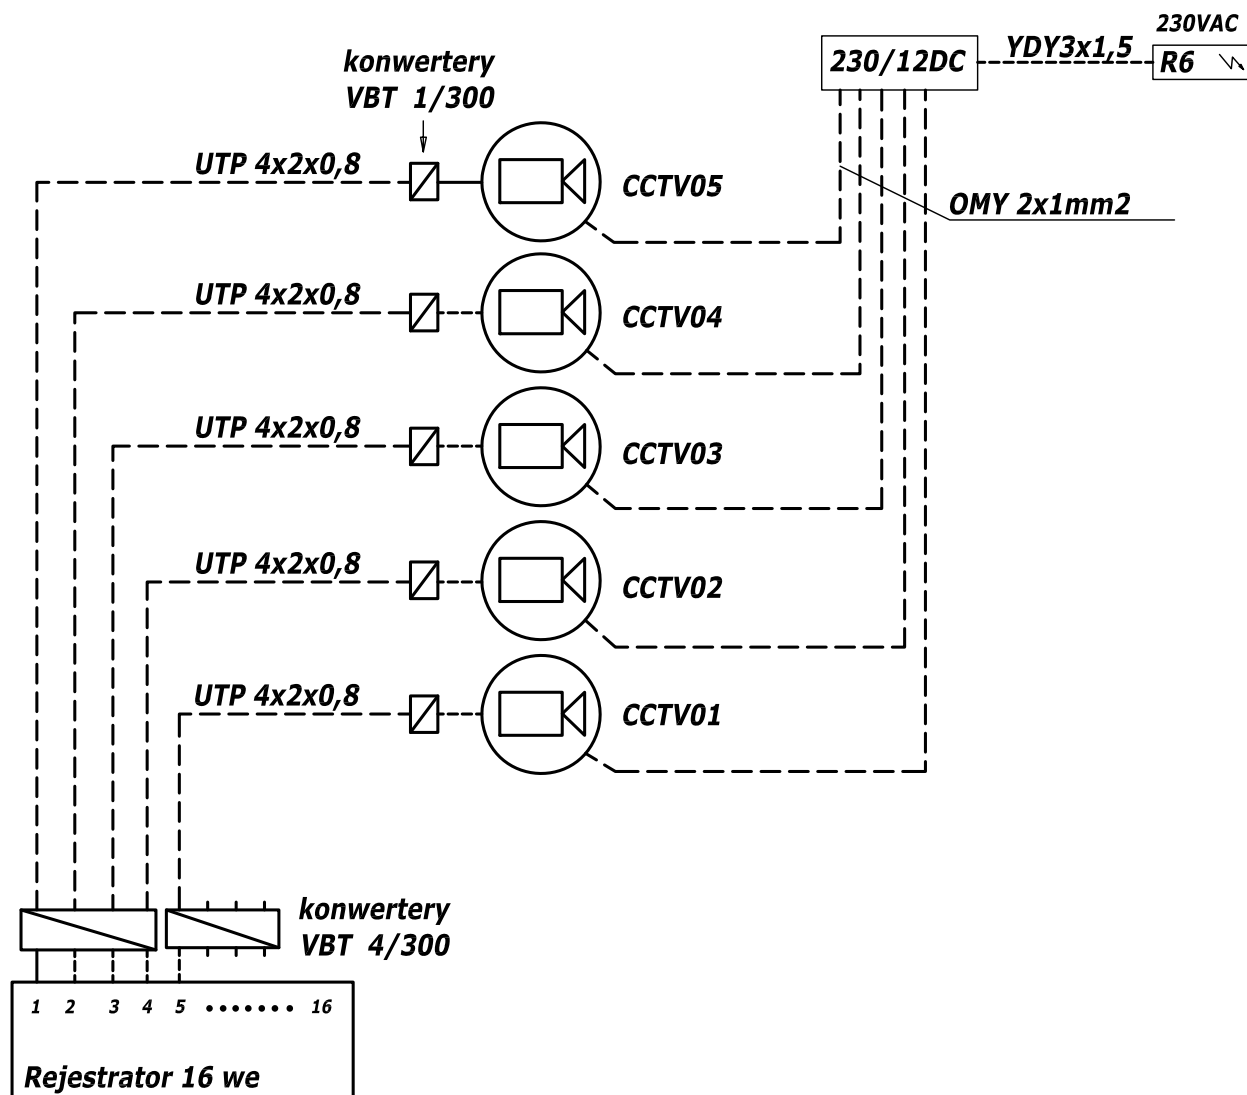 230VAC
konwertery
VBT 1/300
230/12DC
YDY3x1,5
R6
UTP 4x2x0,8
CCTV05
OMY 2x1mm2
UTP 4x2x0,8
CCTV04
UTP 4x2x0,8
CCTV03
UTP 4x2x0,8
CCTV02
UTP 4x2x0,8
CCTV01
konwertery
VBT 4/300
1 2 3 4 5 ....... 16
Rejestrator 16 we